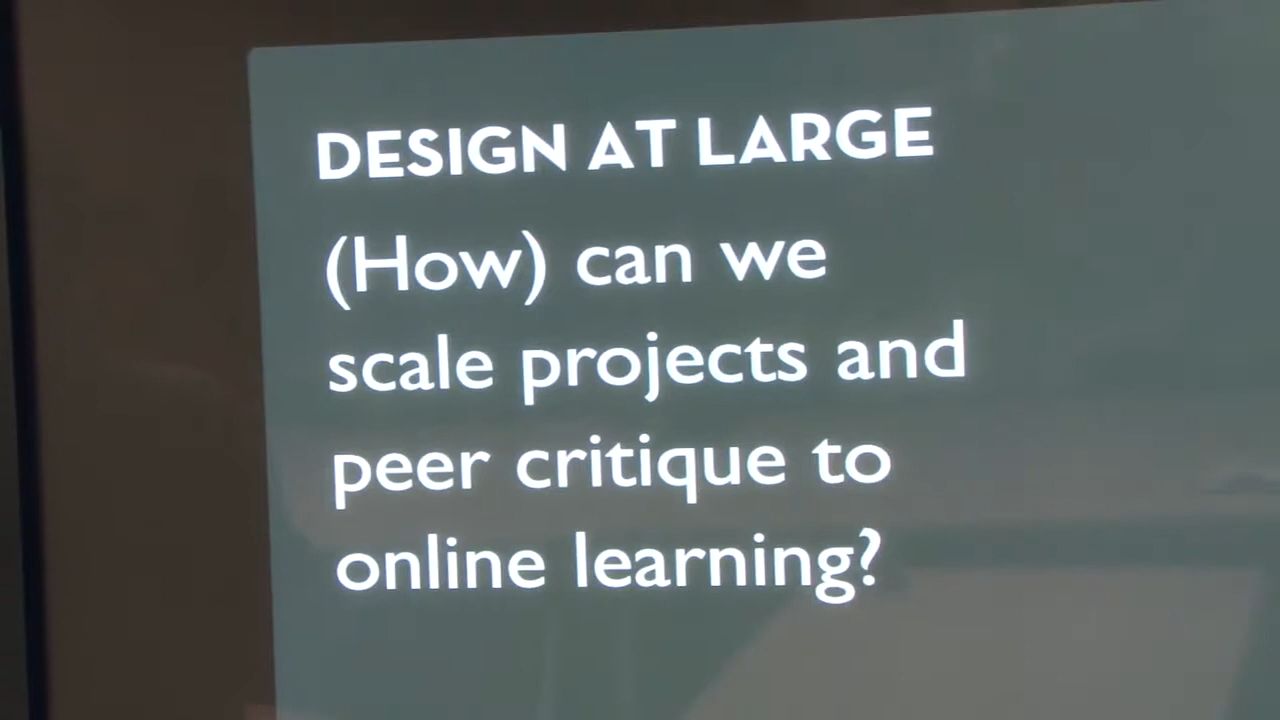 DESIGN AT LARGE
(How) can we
scale projects and
peer critique to
online learning?